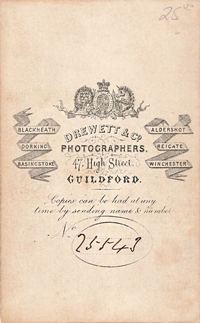 25
BLACKHEATH
DORKING
BASINGSTOKE
DREWETT & Co
PHOTOGRAPHERS.
47. High Street.
GUILDFORD.
ALDERSHOT
REIGATE
WINCHESTER
Copies can be had at any
time by sending name & number
No
25543